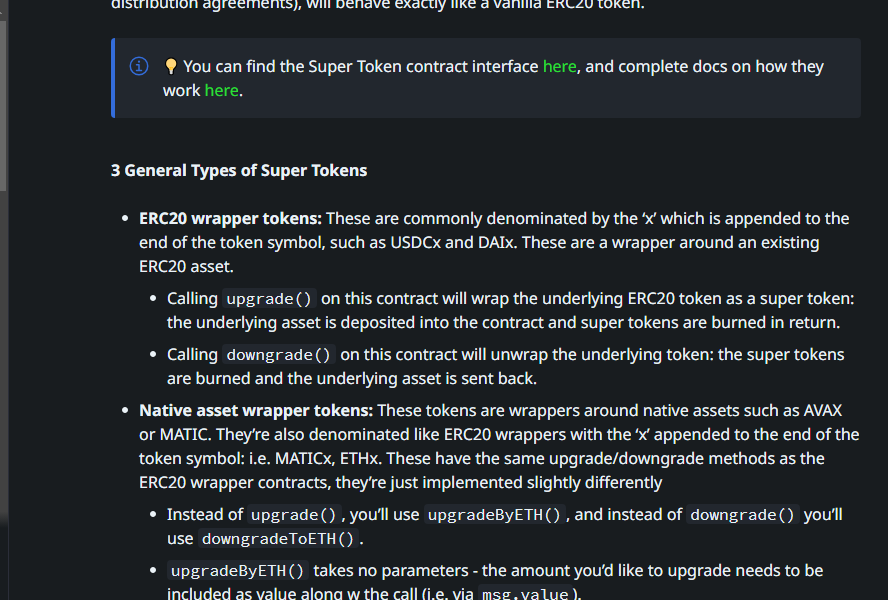 distribution agreements), will behave exactly like a vanilla ERC20 token.
💡 You can find the Super Token contract interface here, and complete docs on how they
work here.
3 General Types of Super Tokens
• ERC20 wrapper tokens: These are commonly denominated by the ‘x’ which is appended to the
end of the token symbol, such as USDCx and DAIx. These are a wrapper around an existing
ERC20 asset.
• Calling upgrade() on this contract will wrap the underlying ERC20 token as a super token:
the underlying asset is deposited into the contract and super tokens are burned in return.
• Calling downgrade() on this contract will unwrap the underlying token: the super tokens
are burned and the underlying asset is sent back.
• Native asset wrapper tokens: These tokens are wrappers around native assets such as AVAX
or MATIC. They’re also denominated like ERC20 wrappers with the ‘x’ appended to the end of the
token symbol: i.e. MATICx, ETHx. These have the same upgrade/downgrade methods as the
ERC20 wrapper contracts, they’re just implemented slightly differently
• Instead of upgrade(), you’ll use upgradeByETH(), and instead of downgrade() you’ll
use downgradeToETH().
• upgradeByETH() takes no parameters - the amount you’d like to upgrade needs to be
included as value along w the call (i.e. via msg.value).